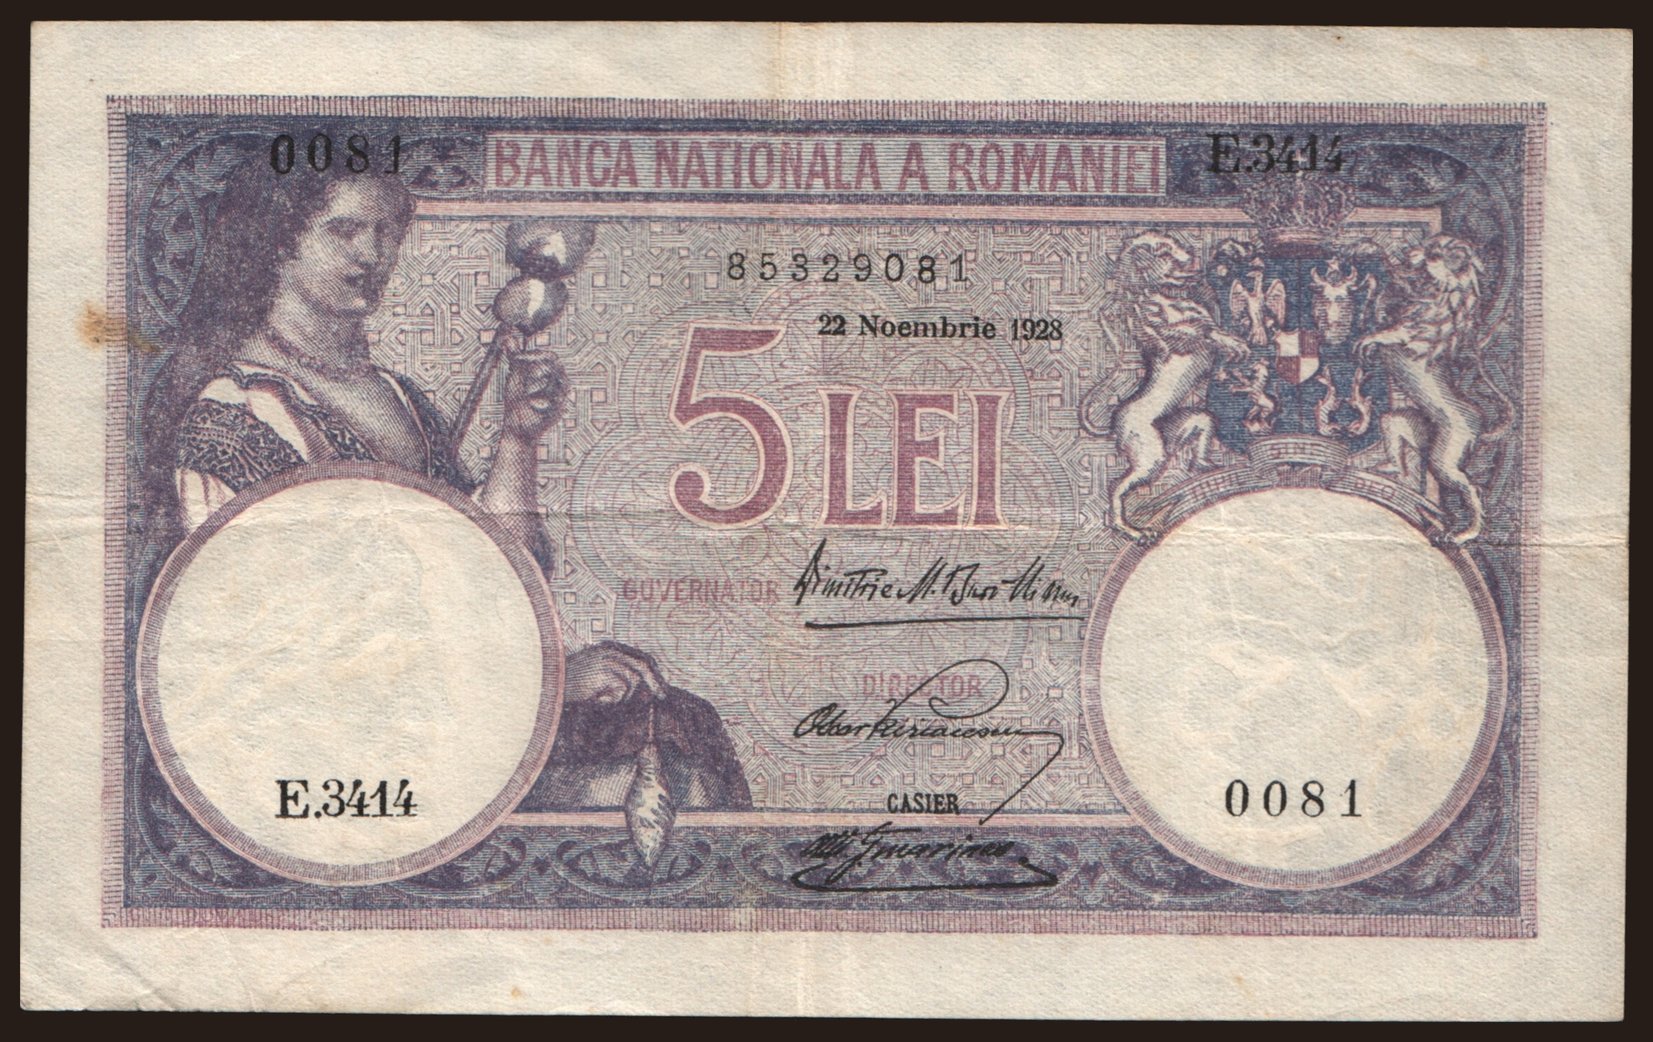 0081
BANCA NATIONALA A ROMANIEI
E.3414
85329081
22 Noembrie 1928
5 LEI
GUVERNATOR
DIRECTOR
CASIER
E.3414
0081